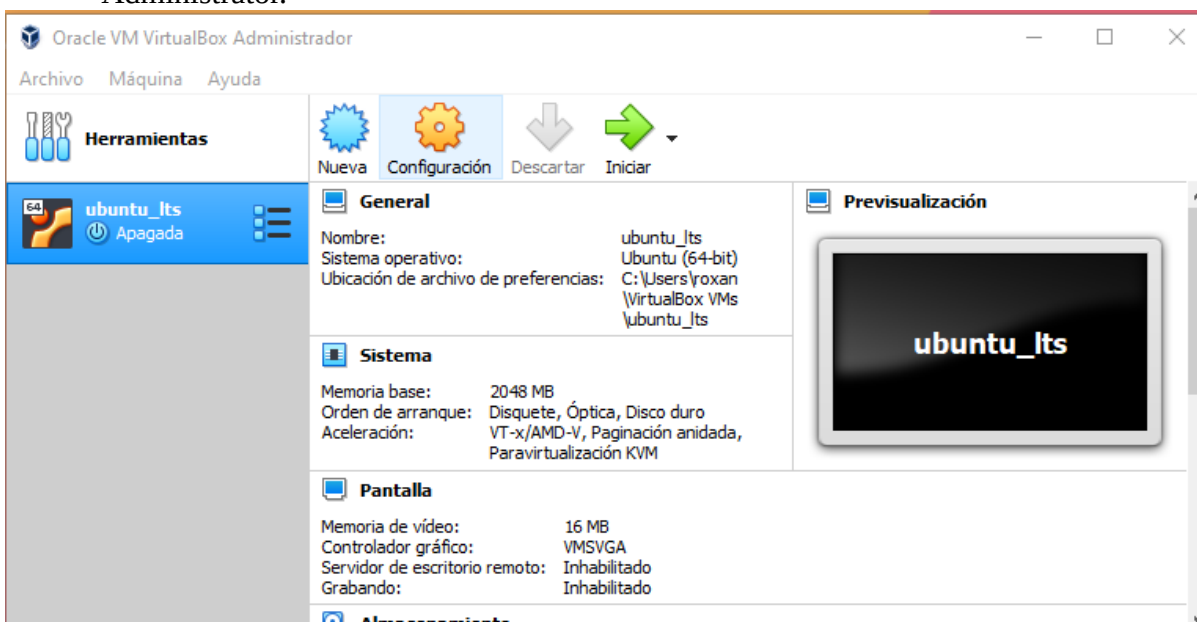 Administrator.
Oracle VM VirtualBox Administrador
Archivo Máquina Ayuda
Herramientas
Nueva Configuración Descartar Iniciar
64
ubuntu_lts
Apagada
General
Nombre: ubuntu_lts
Sistema operativo: Ubuntu (64-bit)
Ubicación de archivo de preferencias: C:\Users\roxan
\VirtualBox VMs
\ubuntu_lts
Previsualización
ubuntu_lts
Sistema
Memoria base: 2048 MB
Orden de arranque: Disquete, Óptica, Disco duro
Aceleración: VT-x/AMD-V, Paginación anidada,
Paravirtualización KVM
Pantalla
Memoria de vídeo: 16 MB
Controlador gráfico: VMSVGA
Servidor de escritorio remoto: Inhabilitado
Grabando: Inhabilitado
Almacenamiento